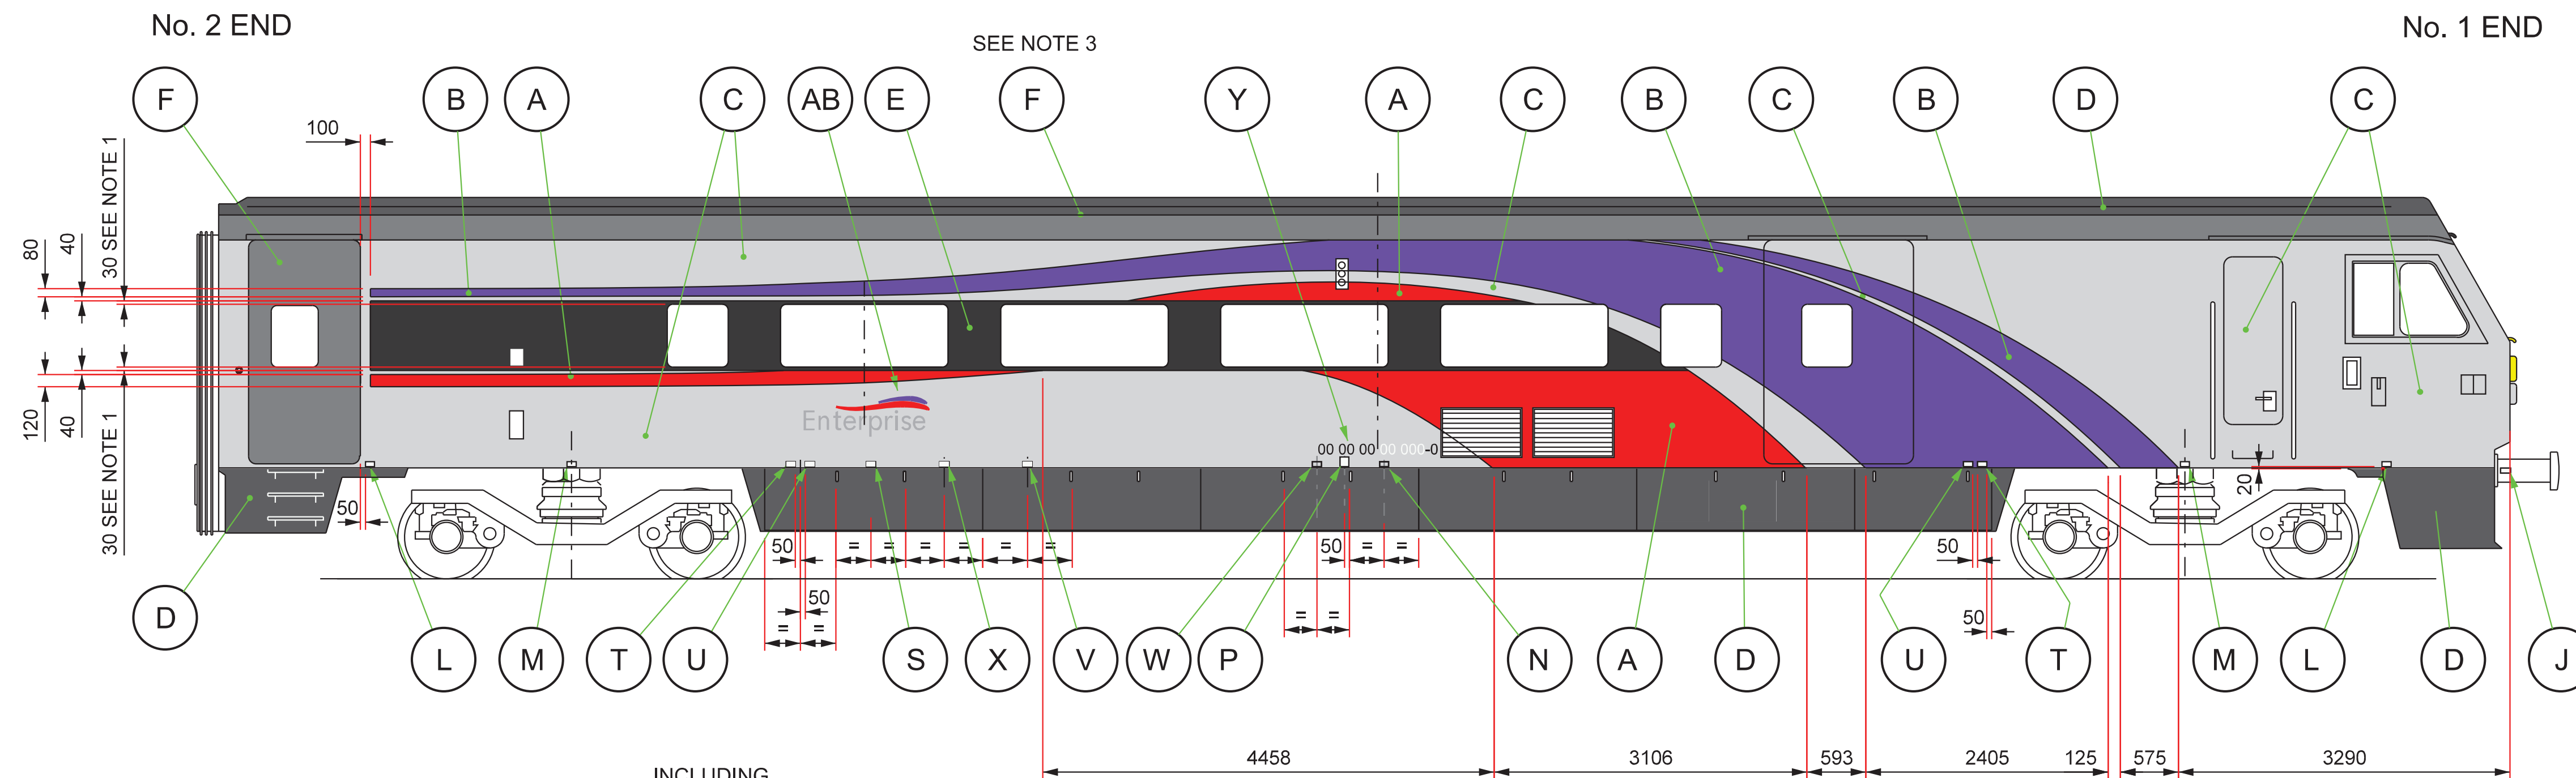 No. 2 END
No. 1 END
SEE NOTE 3
F B A C AB E F Y A C B C B D C
100
30 SEE NOTE 1
80
40
120
40
30 SEE NOTE 1
Enterprise
00 00 00 00 000-0
20
50
50 = = = = = =
50 = =
50
50
= =
= =
50
D
L M T U S X V W P N A D U T M L D J
4458 3106 593 2405 125 575 3290
INCLUDING